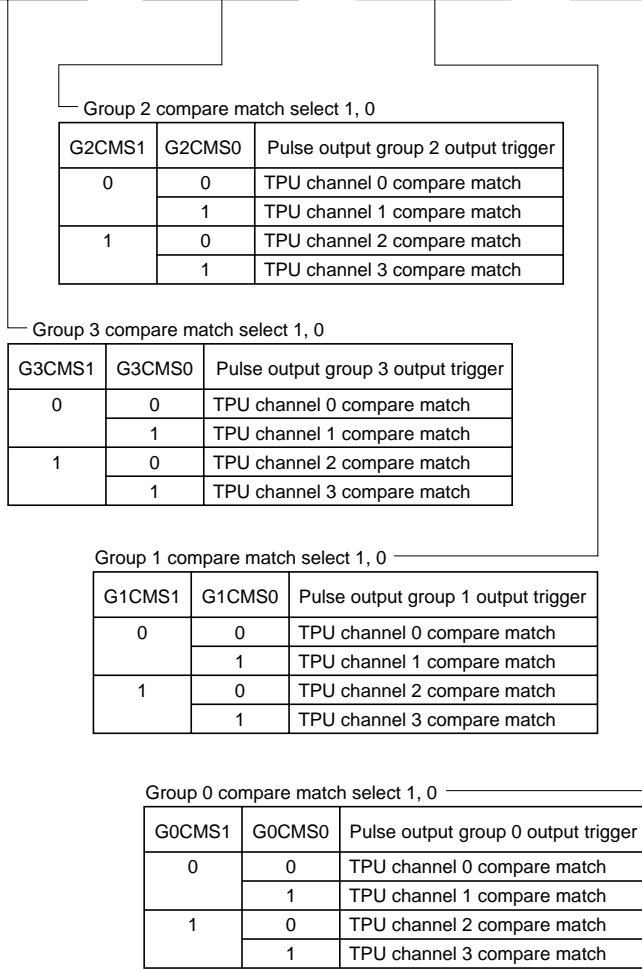 Group 2 compare match select 1, 0
G2CMS1 G2CMS0 Pulse output group 2 output trigger
0 0 TPU channel 0 compare match
1 TPU channel 1 compare match
1 0 TPU channel 2 compare match
1 TPU channel 3 compare match
Group 3 compare match select 1, 0
G3CMS1 G3CMS0 Pulse output group 3 output trigger
0 0 TPU channel 0 compare match
1 TPU channel 1 compare match
1 0 TPU channel 2 compare match
1 TPU channel 3 compare match
Group 1 compare match select 1, 0
G1CMS1 G1CMS0 Pulse output group 1 output trigger
0 0 TPU channel 0 compare match
1 TPU channel 1 compare match
1 0 TPU channel 2 compare match
1 TPU channel 3 compare match
Group 0 compare match select 1, 0
G0CMS1 G0CMS0 Pulse output group 0 output trigger
0 0 TPU channel 0 compare match
1 TPU channel 1 compare match
1 0 TPU channel 2 compare match
1 TPU channel 3 compare match